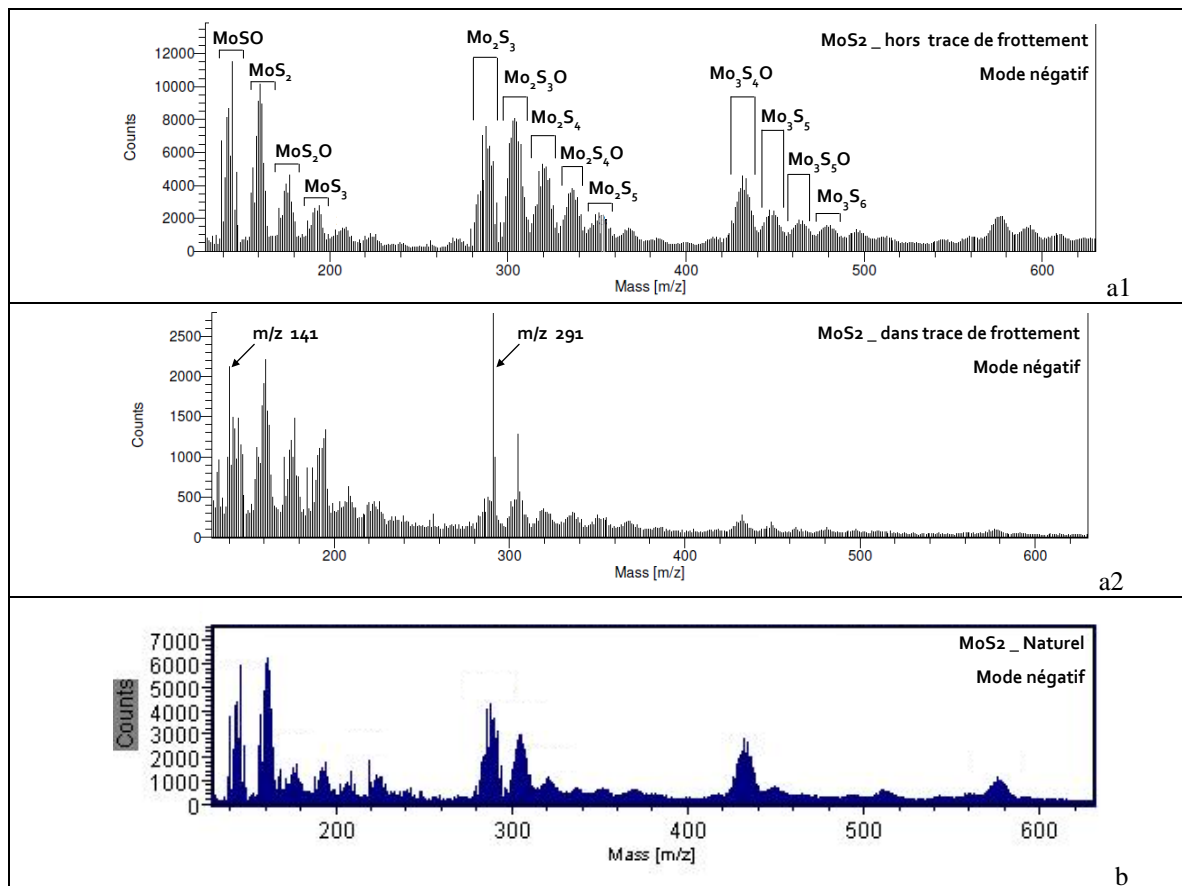 MoS2 _ hors trace de frottement
Mode négatif
MoSO
MoS₂
MoS₂O
MoS₃
Mo₂S₃
Mo₂S₃O
Mo₂S₄
Mo₂S₄O
Mo₂S₅
Mo₃S₄O
Mo₃S₅
Mo₃S₅O
Mo₃S₆
Counts
12000
10000
8000
6000
4000
2000
0
200 300 400 500 600
Mass [m/z]
a1
MoS2 _ dans trace de frottement
Mode négatif
m/z 141
m/z 291
Counts
2500
2000
1500
1000
500
0
200 300 400 500 600
Mass [m/z]
a2
MoS2 _ Naturel
Mode négatif
Counts
7000
6000
5000
4000
3000
2000
1000
0
200 300 400 500 600
Mass [m/z]
b